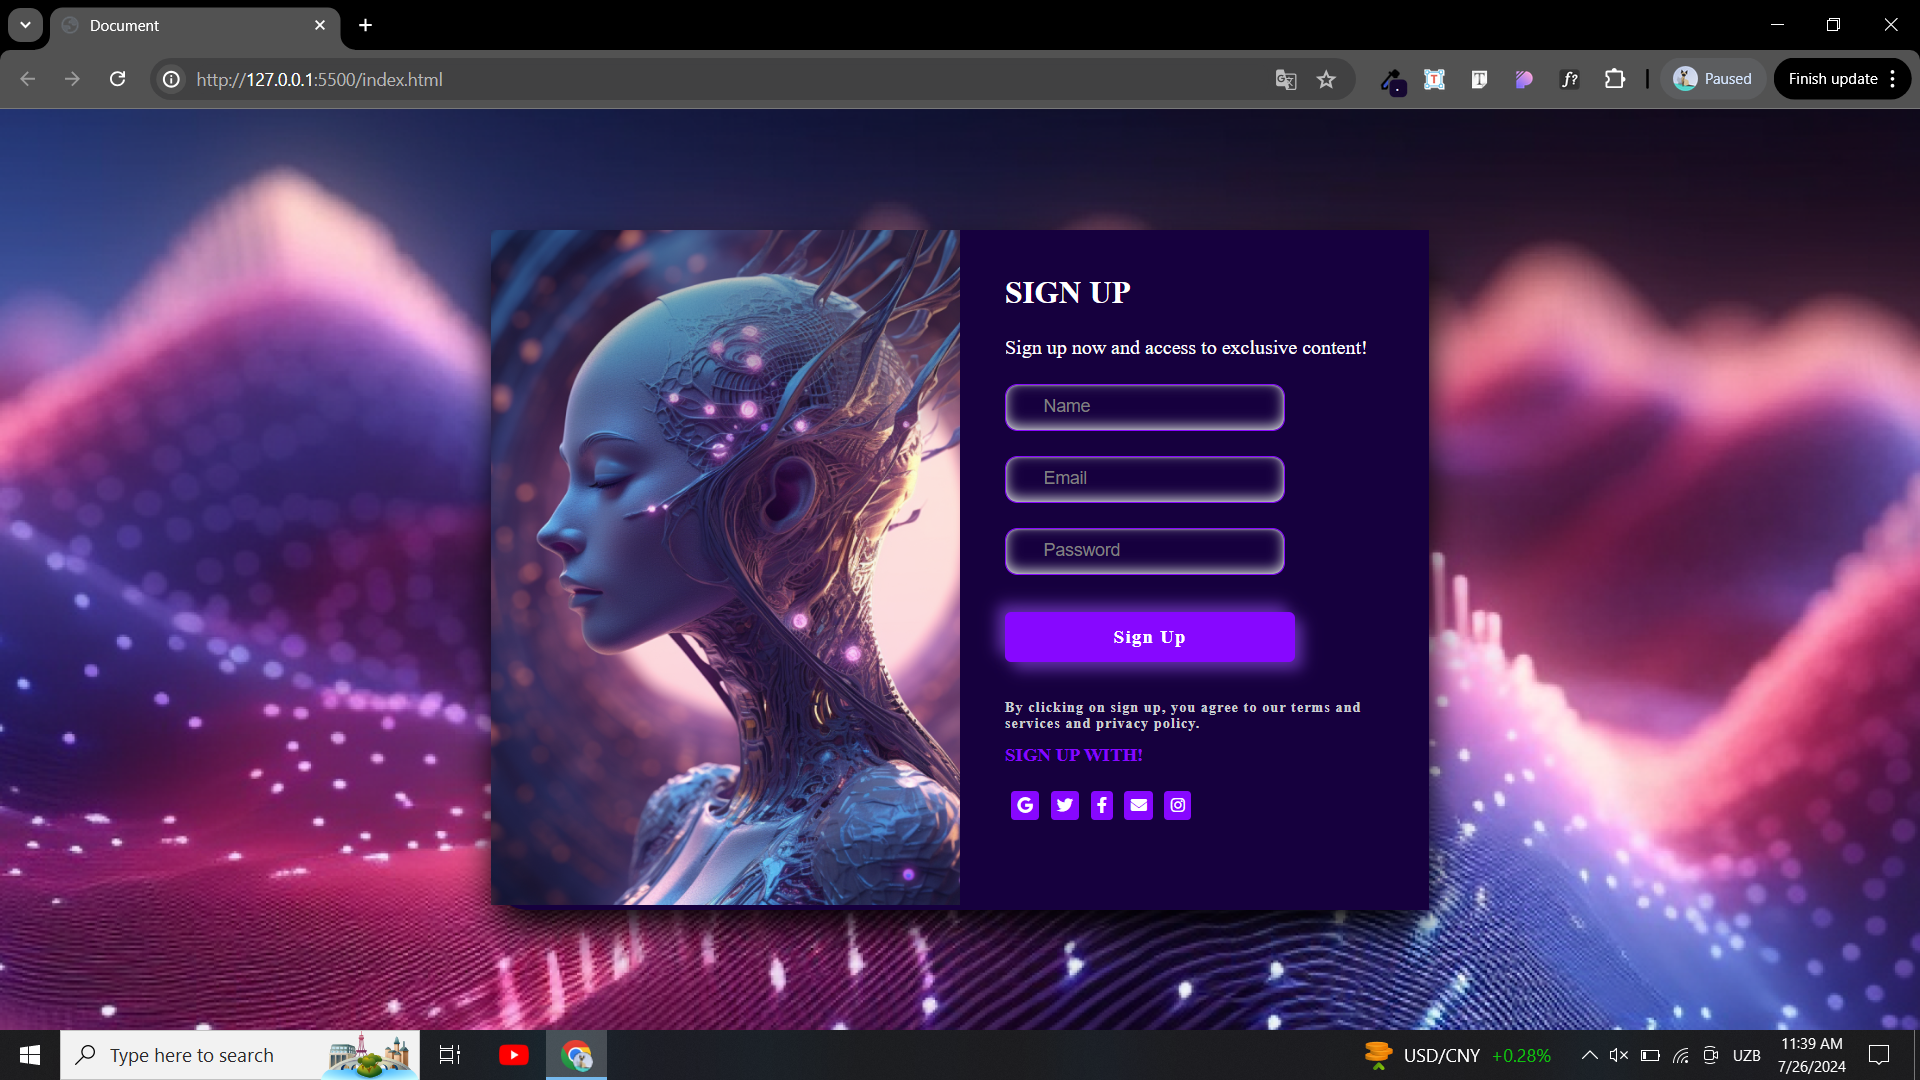 Document
http://127.0.0.1:5500/index.html
Paused
Finish update
SIGN UP
Sign up now and access to exclusive content!
Name
Email
Password
Sign Up
By clicking on sign up, you agree to our terms and
services and privacy policy.
SIGN UP WITH!
Type here to search
USD/CNY +0.28%
UZB
11:39 AM
7/26/2024